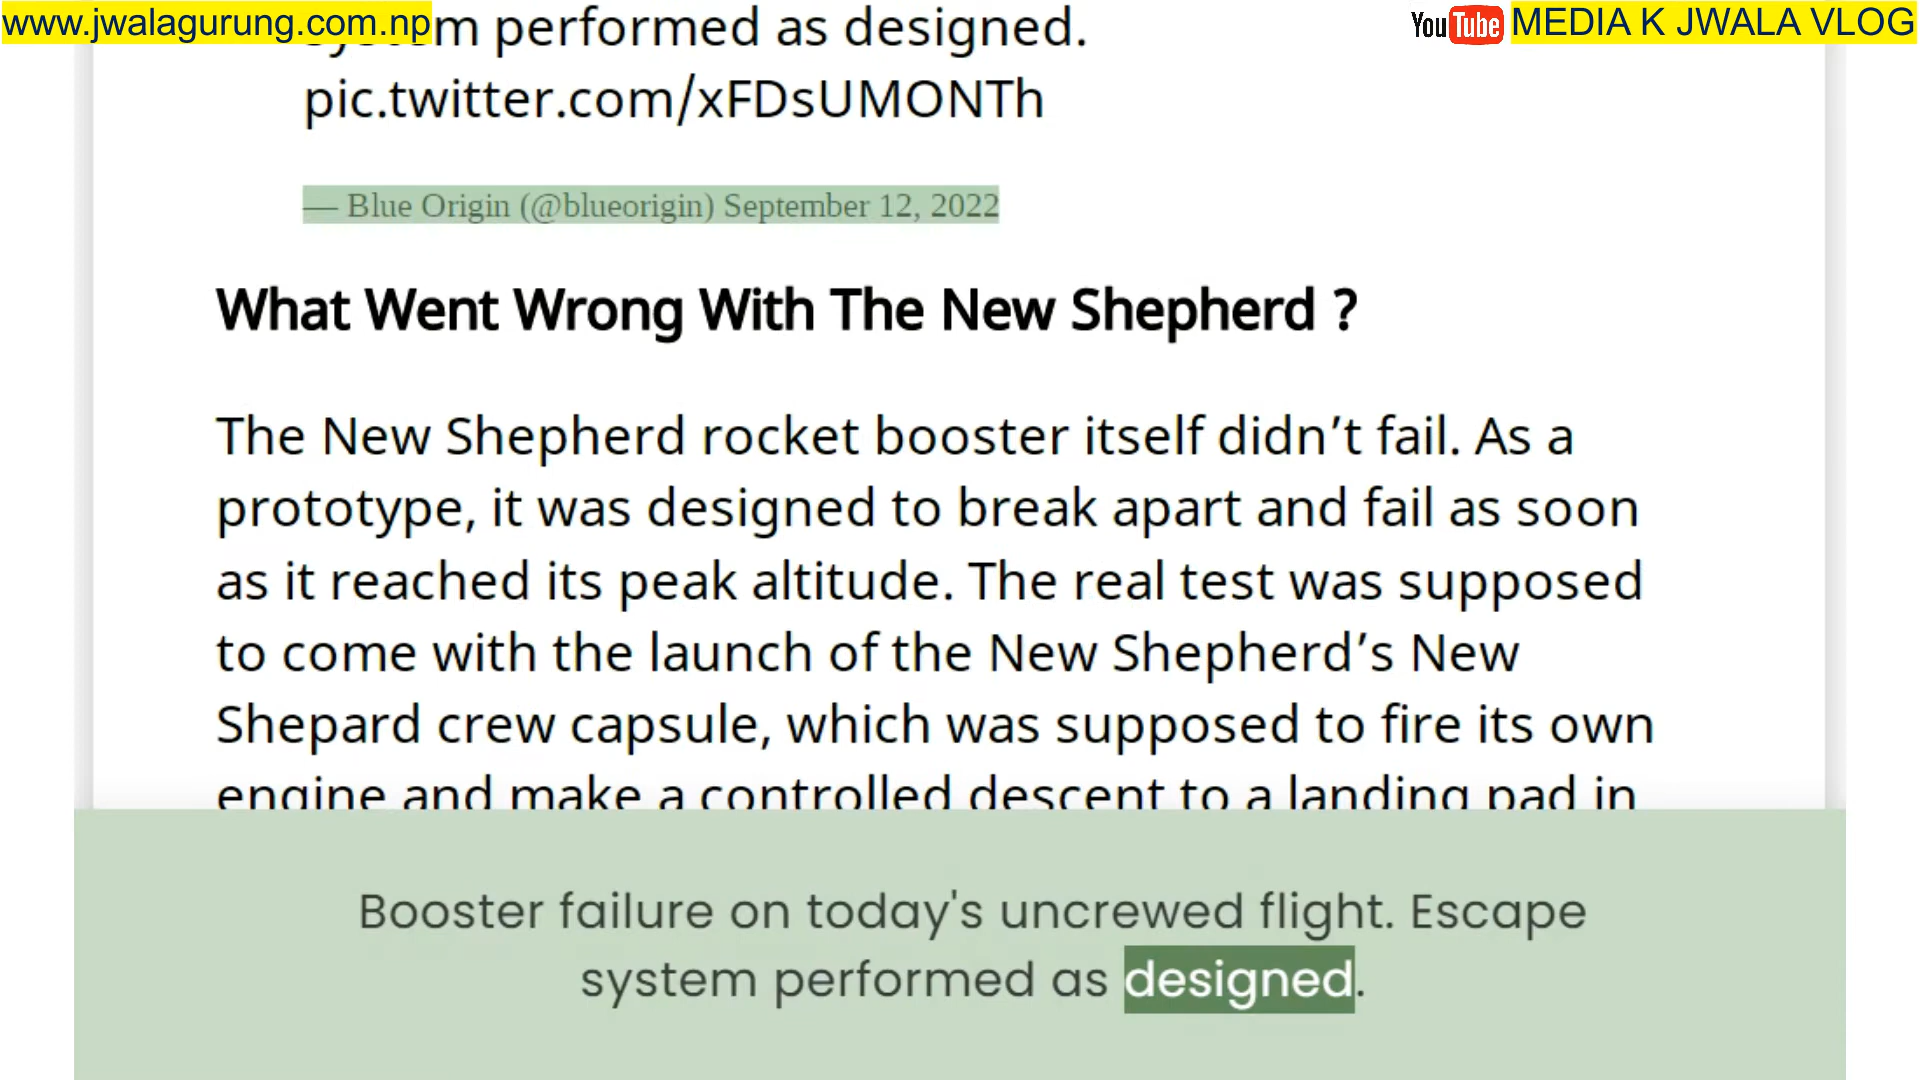 www.jwalagurung.com.np
YouTube MEDIA K JWALA VLOG
system performed as designed.
pic.twitter.com/xFDsUMONTh
— Blue Origin (@blueorigin) September 12, 2022
What Went Wrong With The New Shepherd ?
The New Shepherd rocket booster itself didn’t fail. As a
prototype, it was designed to break apart and fail as soon
as it reached its peak altitude. The real test was supposed
to come with the launch of the New Shepherd’s New
Shepard crew capsule, which was supposed to fire its own
engine and make a controlled descent to a landing pad in
Booster failure on today's uncrewed flight. Escape
system performed as designed.